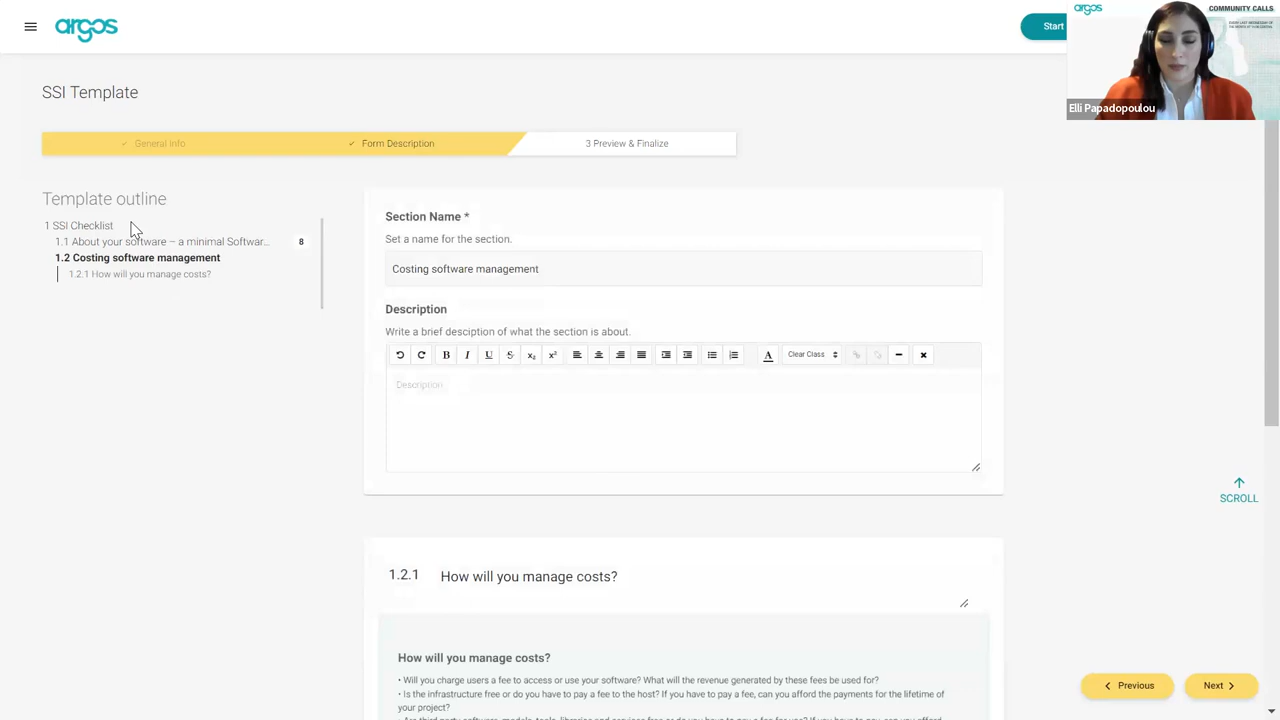 argos
Start
argos
COMMUNITY CALLS
Elli Papadopoulou
SSI Template
✓ General Info
✓ Form Description
3 Preview & Finalize
Template outline
1 SSI Checklist
1.1 About your software – a minimal Softwar...
8
1.2 Costing software management
1.2.1 How will you manage costs?
Section Name *
Set a name for the section.
Costing software management
Description
Write a brief desciption of what the section is about.
B I U S x₂ x² A Clear Class
Description
SCROLL
1.2.1 How will you manage costs?
How will you manage costs?
• Will you charge users a fee to access or use your software? What will the revenue generated by these fees be used for?
• Is the infrastructure free or do you have to pay a fee to the host? If you have to pay a fee, can you afford the payments for the lifetime of
your project?
Previous
Next